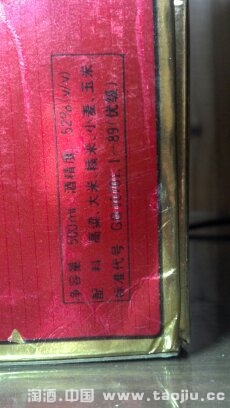 净容量 500ml 酒精度 52%(v/v)
配 料 高粱、大米、糯米、小麦、玉米
标准代号 1-89(优级)
淘酒.中国 www.taojiu.cc